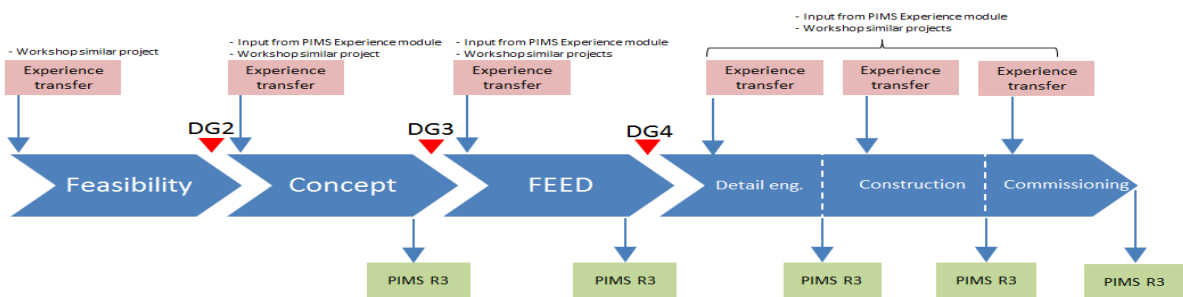 - Input from PIMS Experience module
- Workshop similar projects
- Workshop similar project
- Input from PIMS Experience module
- Workshop similar project
- Input from PIMS Experience module
- Workshop similar projects
Experience
transfer
Experience
transfer
Experience
transfer
Experience
transfer
Experience
transfer
Experience
transfer
DG2
DG3
DG4
Feasibility
Concept
FEED
Detail eng.
Construction
Commissioning
PIMS R3
PIMS R3
PIMS R3
PIMS R3
PIMS R3